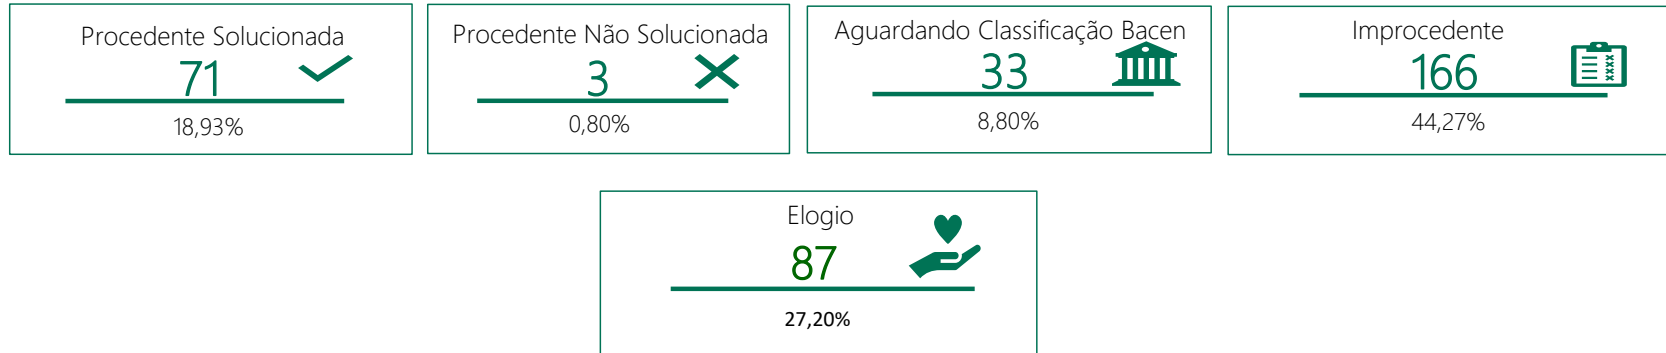 Procedente Solucionada
71
18,93%
Procedente Não Solucionada
3
0,80%
Aguardando Classificação Bacen
33
8,80%
Improcedente
166
44,27%
Elogio
87
27,20%